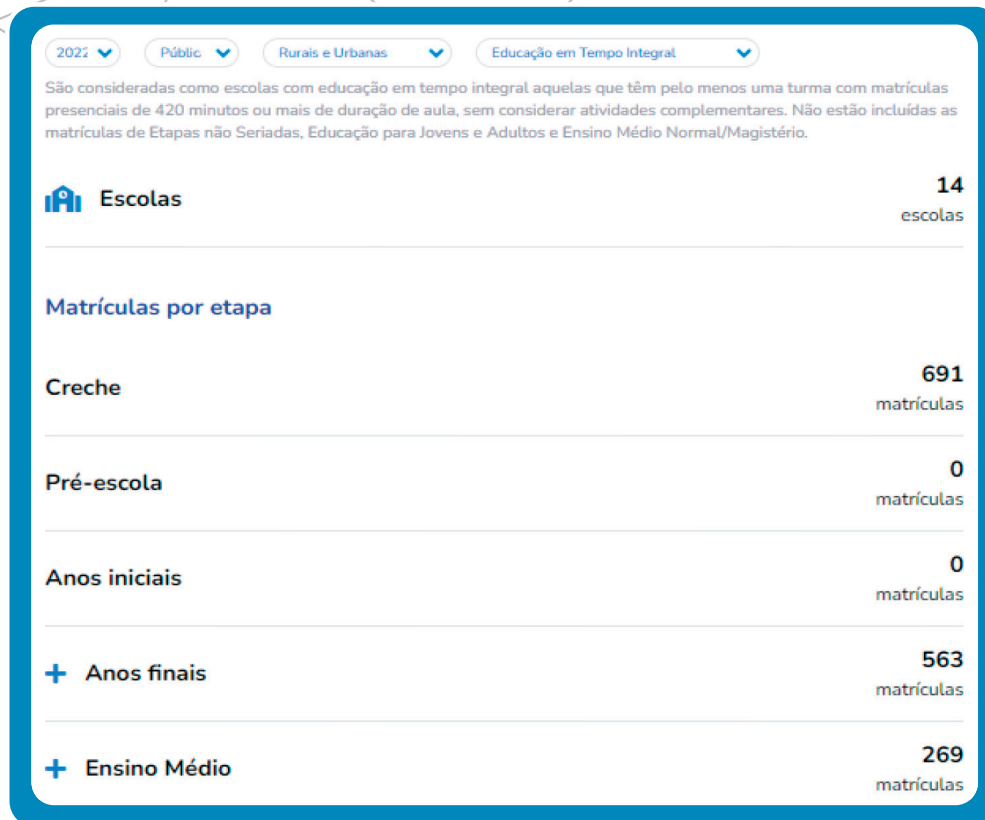 2022 Públic Rurais e Urbanas Educação em Tempo Integral
São consideradas como escolas com educação em tempo integral aquelas que têm pelo menos uma turma com matrículas
presenciais de 420 minutos ou mais de duração de aula, sem considerar atividades complementares. Não estão incluídas as
matrículas de Etapas não Seriadas, Educação para Jovens e Adultos e Ensino Médio Normal/Magistério.
Escolas 14
escolas
Matrículas por etapa
Creche 691
matrículas
Pré-escola 0
matrículas
Anos iniciais 0
matrículas
+ Anos finais 563
matrículas
+ Ensino Médio 269
matrículas